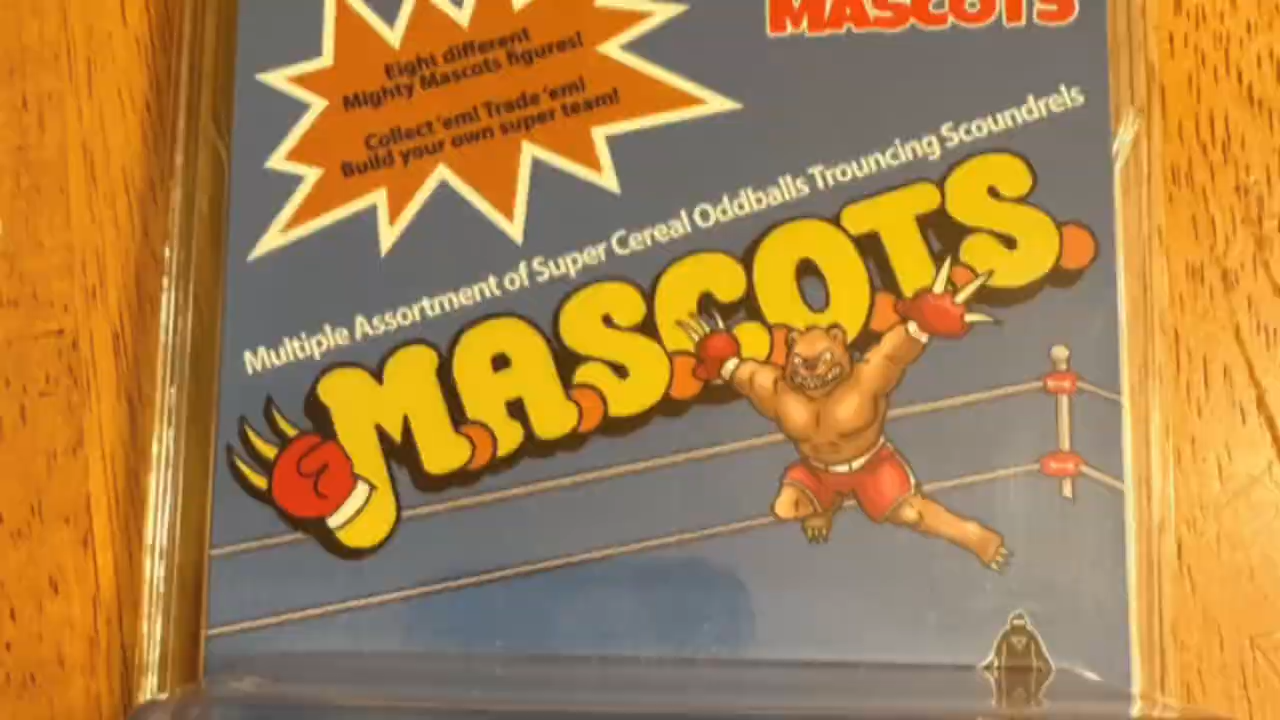 MASCOTS
Eight different
Mighty Mascots figures!
Collect 'em! Trade 'em!
Build your own super team!
Multiple Assortment of Super Cereal Oddballs Trouncing Scoundrels
M.A.S.C.O.T.S.